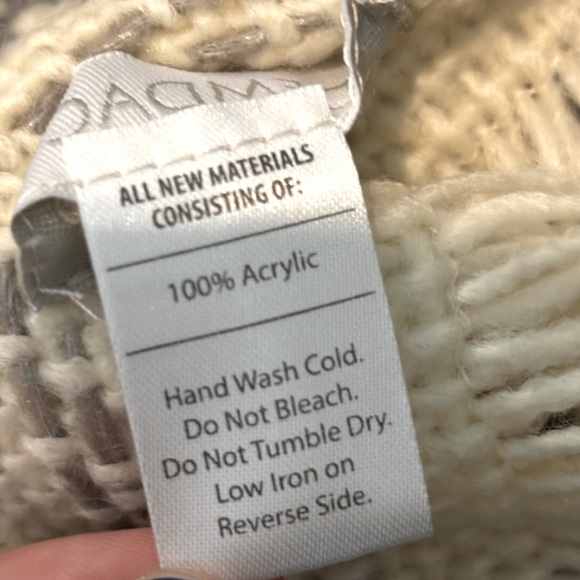 ALL NEW MATERIALS
CONSISTING OF:
100% Acrylic
Hand Wash Cold.
Do Not Bleach.
Do Not Tumble Dry.
Low Iron on
Reverse Side.